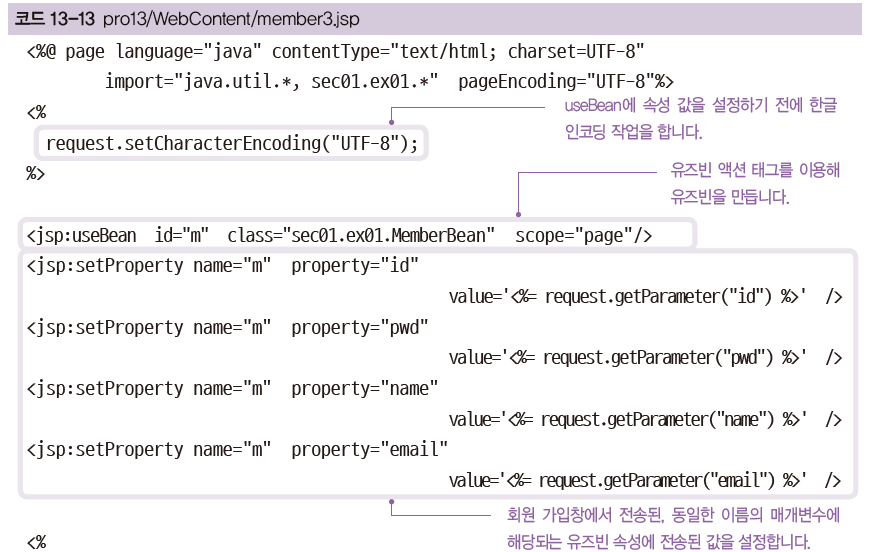 코드 13-13 pro13/WebContent/member3.jsp
<%@ page language="java" contentType="text/html; charset=UTF-8"
import="java.util.*, sec01.ex01.*" pageEncoding="UTF-8"%>
<%
useBean에 속성 값을 설정하기 전에 한글
인코딩 작업을 합니다.
request.setCharacterEncoding("UTF-8");
%>
유즈빈 액션 태그를 이용해
유즈빈을 만듭니다.
<jsp:useBean id="m" class="sec01.ex01.MemberBean" scope="page"/>
<jsp:setProperty name="m" property="id"
value='<%= request.getParameter("id") %>' />
<jsp:setProperty name="m" property="pwd"
value='<%= request.getParameter("pwd") %>' />
<jsp:setProperty name="m" property="name"
value='<%= request.getParameter("name") %>' />
<jsp:setProperty name="m" property="email"
value='<%= request.getParameter("email") %>' />
회원 가입창에서 전송된, 동일한 이름의 매개변수에
해당되는 유즈빈 속성에 전송된 값을 설정합니다.
<%